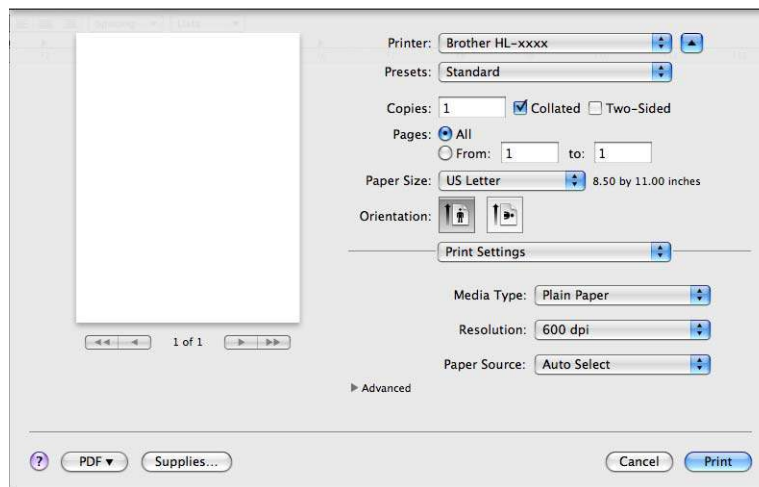 Printer: Brother HL-xxxx
Presets: Standard
Copies: 1 Collated Two-Sided
Pages: All
From: 1 to: 1
Paper Size: US Letter 8.50 by 11.00 inches
Orientation:
Print Settings
Media Type: Plain Paper
Resolution: 600 dpi
Paper Source: Auto Select
Advanced
1 of 1
? PDF▼ Supplies... Cancel Print